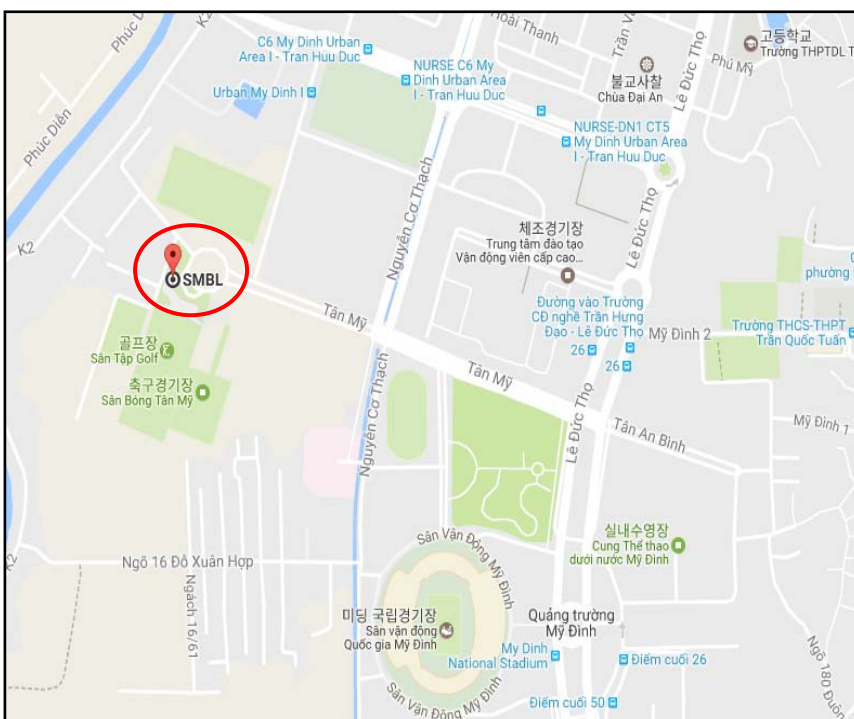 Phúc Diễn
K2
Hoài Thanh
Trần Vă
고등학교
Trường THPTDL T
Phú Mỹ
C6 My Dinh Urban
Area I - Tran Huu Duc
NURSE C6 My
Dinh Urban Area
I - Tran Huu Duc
불교사찰
Chùa Đại An
Lê Đức Thọ
Urban My Dinh I
NURSE-DN1 CT5
My Dinh Urban Area
I - Tran Huu Duc
Phúc Diễn
Nguyễn Cơ Thạch
Lê Đức Thọ
K2
체조경기장
Trung tâm đào tạo
Vận động viên cấp cao...
SMBL
phường
Đường vào Trường
CĐ nghề Trần Hưng
Đạo - Lê Đức Thọ
26
26
Mỹ Đình 2
Trường THCS-THPT
Trần Quốc Tuấn
Tân Mỹ
골프장
Sân Tập Golf
축구경기장
Sân Bóng Tân Mỹ
Tân Mỹ
Nguyễn Cơ Thạch
Lê Đức Thọ
Tân An Bình
Mỹ Đình 1
실내수영장
Cung Thể thao
dưới nước Mỹ Đình
Sân Vận Động Mỹ Đình
K2
Ngõ 16 Đỗ Xuân Hợp
Ngách 16/61
미딩 국립경기장
Sân vận động
Quốc gia Mỹ Đình
Quảng trường
Mỹ Đình
My Dinh
National Stadium
Điểm cuối 26
Ngõ 180 Đườn
Sân Vận Động Mỹ Đình
Điểm cuối 50